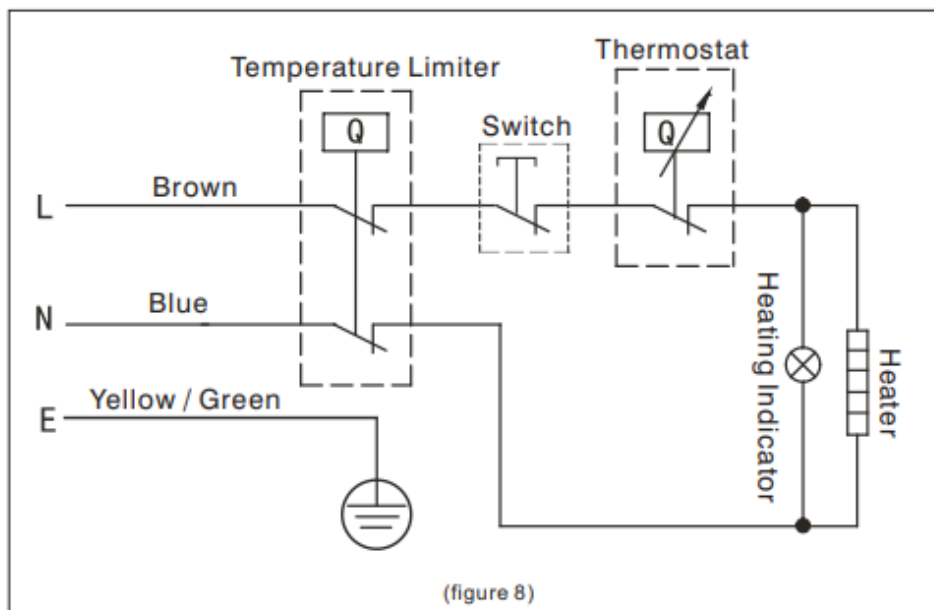 Thermostat
Temperature Limiter
Q
Switch
Q
L
Brown
N
Blue
E
Yellow / Green
Heating Indicator
Heater
(figure 8)